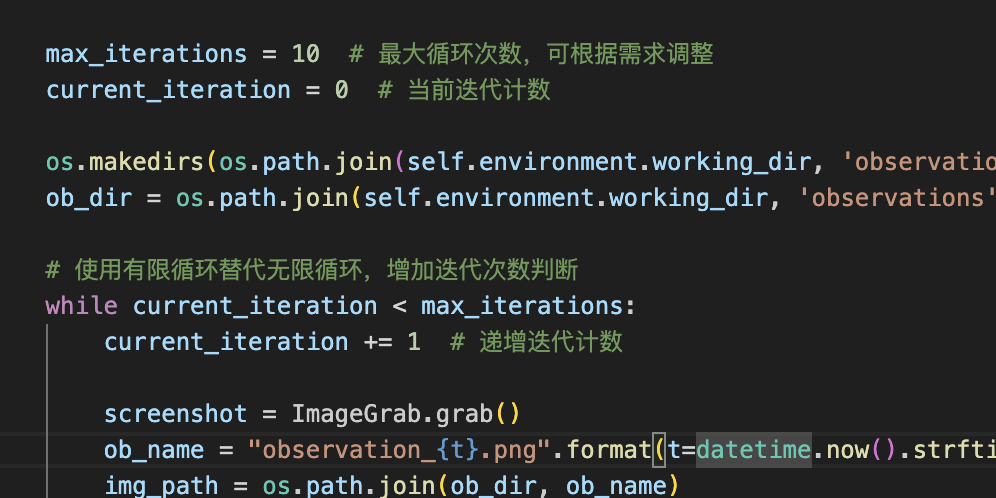 max_iterations = 10  # 最大循环次数，可根据需求调整
current_iteration = 0  # 当前迭代计数
os.makedirs(os.path.join(self.environment.working_dir, 'observatio
ob_dir = os.path.join(self.environment.working_dir, 'observations'
# 使用有限循环替代无限循环，增加迭代次数判断
while current_iteration < max_iterations:
current_iteration += 1  # 递增迭代计数
screenshot = ImageGrab.grab()
ob_name = "observation_{t}.png".format(t=datetime.now().strfti
img_path = os.path.join(ob_dir, ob_name)